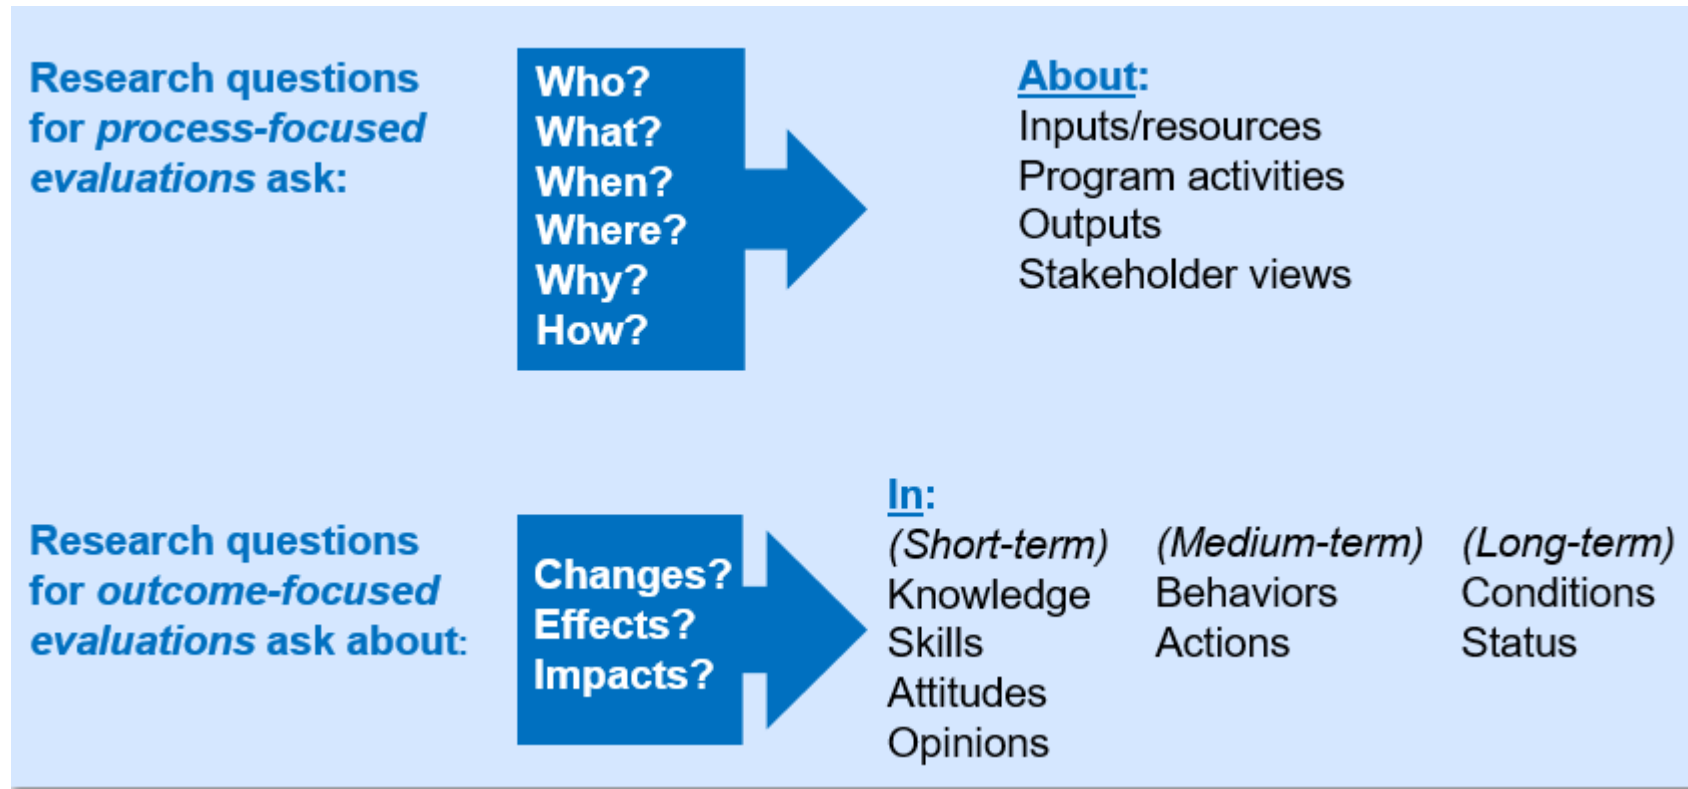 Research questions
for process-focused
evaluations ask:
Who?
What?
When?
Where?
Why?
How?
About:
Inputs/resources
Program activities
Outputs
Stakeholder views
Research questions
for outcome-focused
evaluations ask about:
Changes?
Effects?
Impacts?
In:
(Short-term)
Knowledge
Skills
Attitudes
Opinions
(Medium-term)
Behaviors
Actions
(Long-term)
Conditions
Status